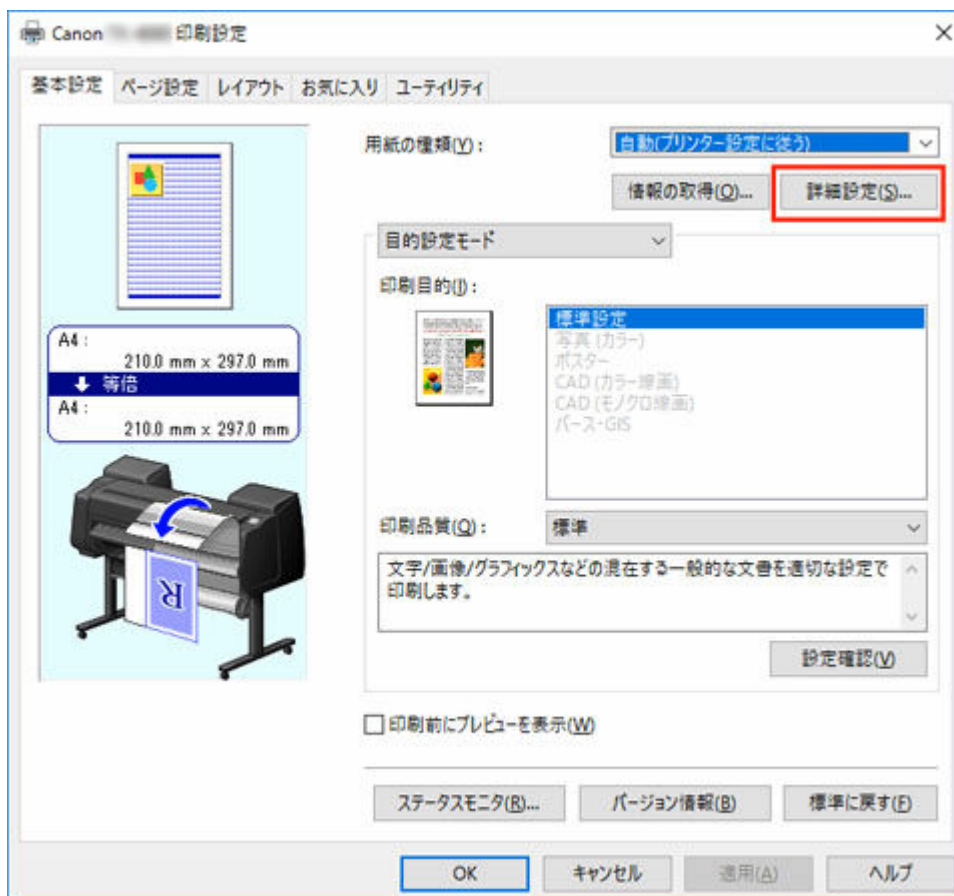 Canon 印刷設定
基本設定 ページ設定 レイアウト お気に入り ユーティリティ
用紙の種類(Y):
自動(プリンター設定に従う)
情報の取得(O)...
詳細設定(S)...
目的設定モード
印刷目的(I):
標準設定
写真 (カラー)
ポスター
CAD (カラー線画)
CAD (モノクロ線画)
パース・GIS
A4 :
210.0 mm x 297.0 mm
等倍
A4 :
210.0 mm x 297.0 mm
R
印刷品質(Q):
標準
文字/画像/グラフィックスなどの混在する一般的な文書を適切な設定で
印刷します。
設定確認(V)
印刷前にプレビューを表示(W)
ステータスモニタ(R)...
バージョン情報(B)
標準に戻す(F)
OK
キャンセル
適用(A)
ヘルプ